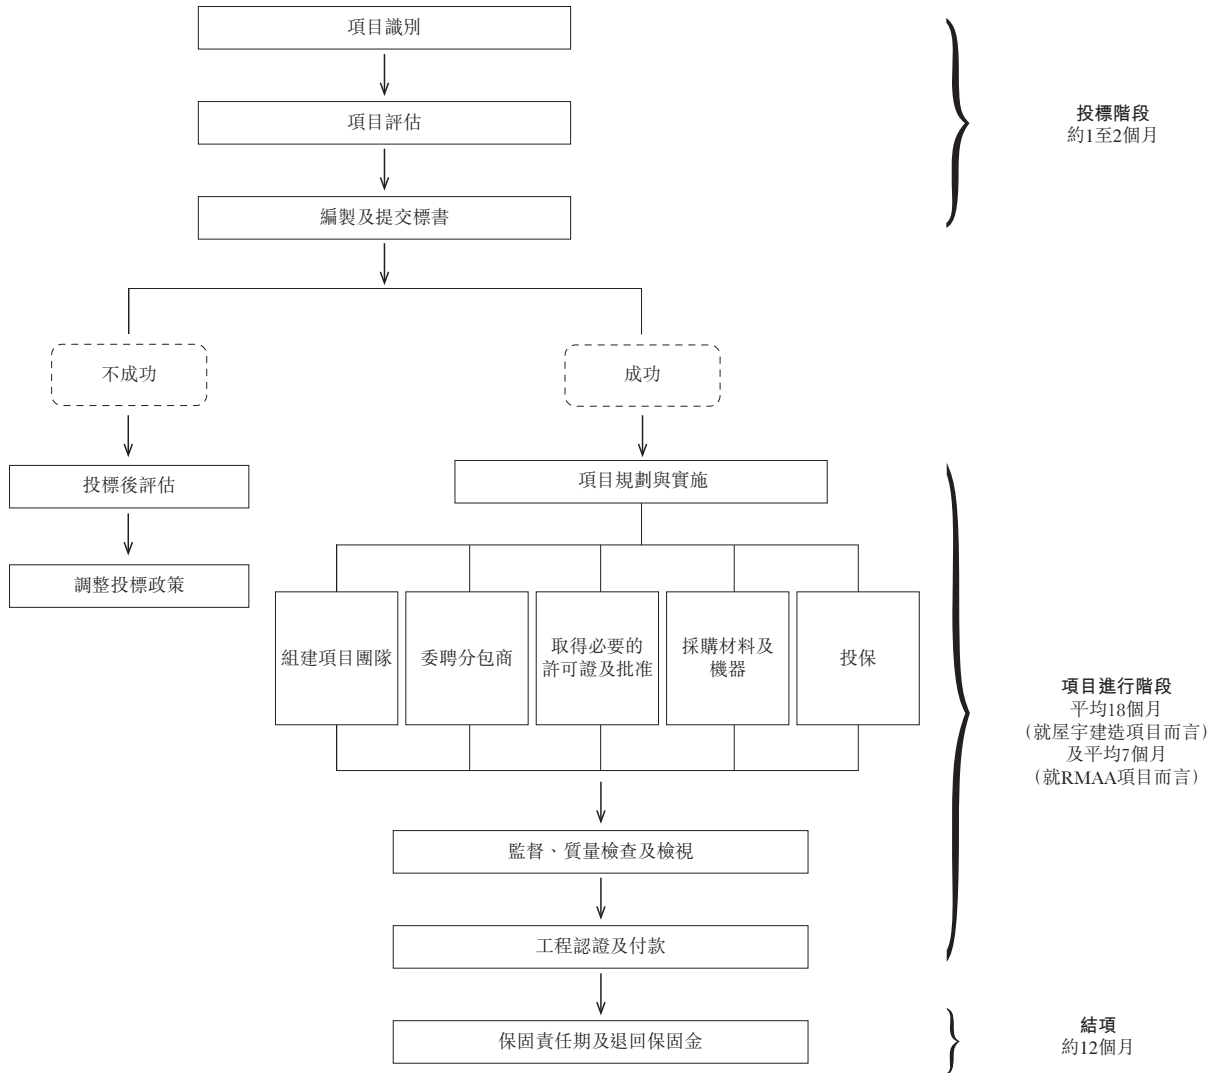 項目識別
項目評估
編製及提交標書
投標階段
約1至2個月
不成功
成功
投標後評估
調整投標政策
項目規劃與實施
組建項目團隊
委聘分包商
取得必要的
許可證及批准
採購材料及
機器
投保
監督、質量檢查及檢視
工程認證及付款
項目進行階段
平均18個月
(就屋宇建造項目而言)
及平均7個月
(就RMAA項目而言)
保固責任期及退回保固金
結項
約12個月